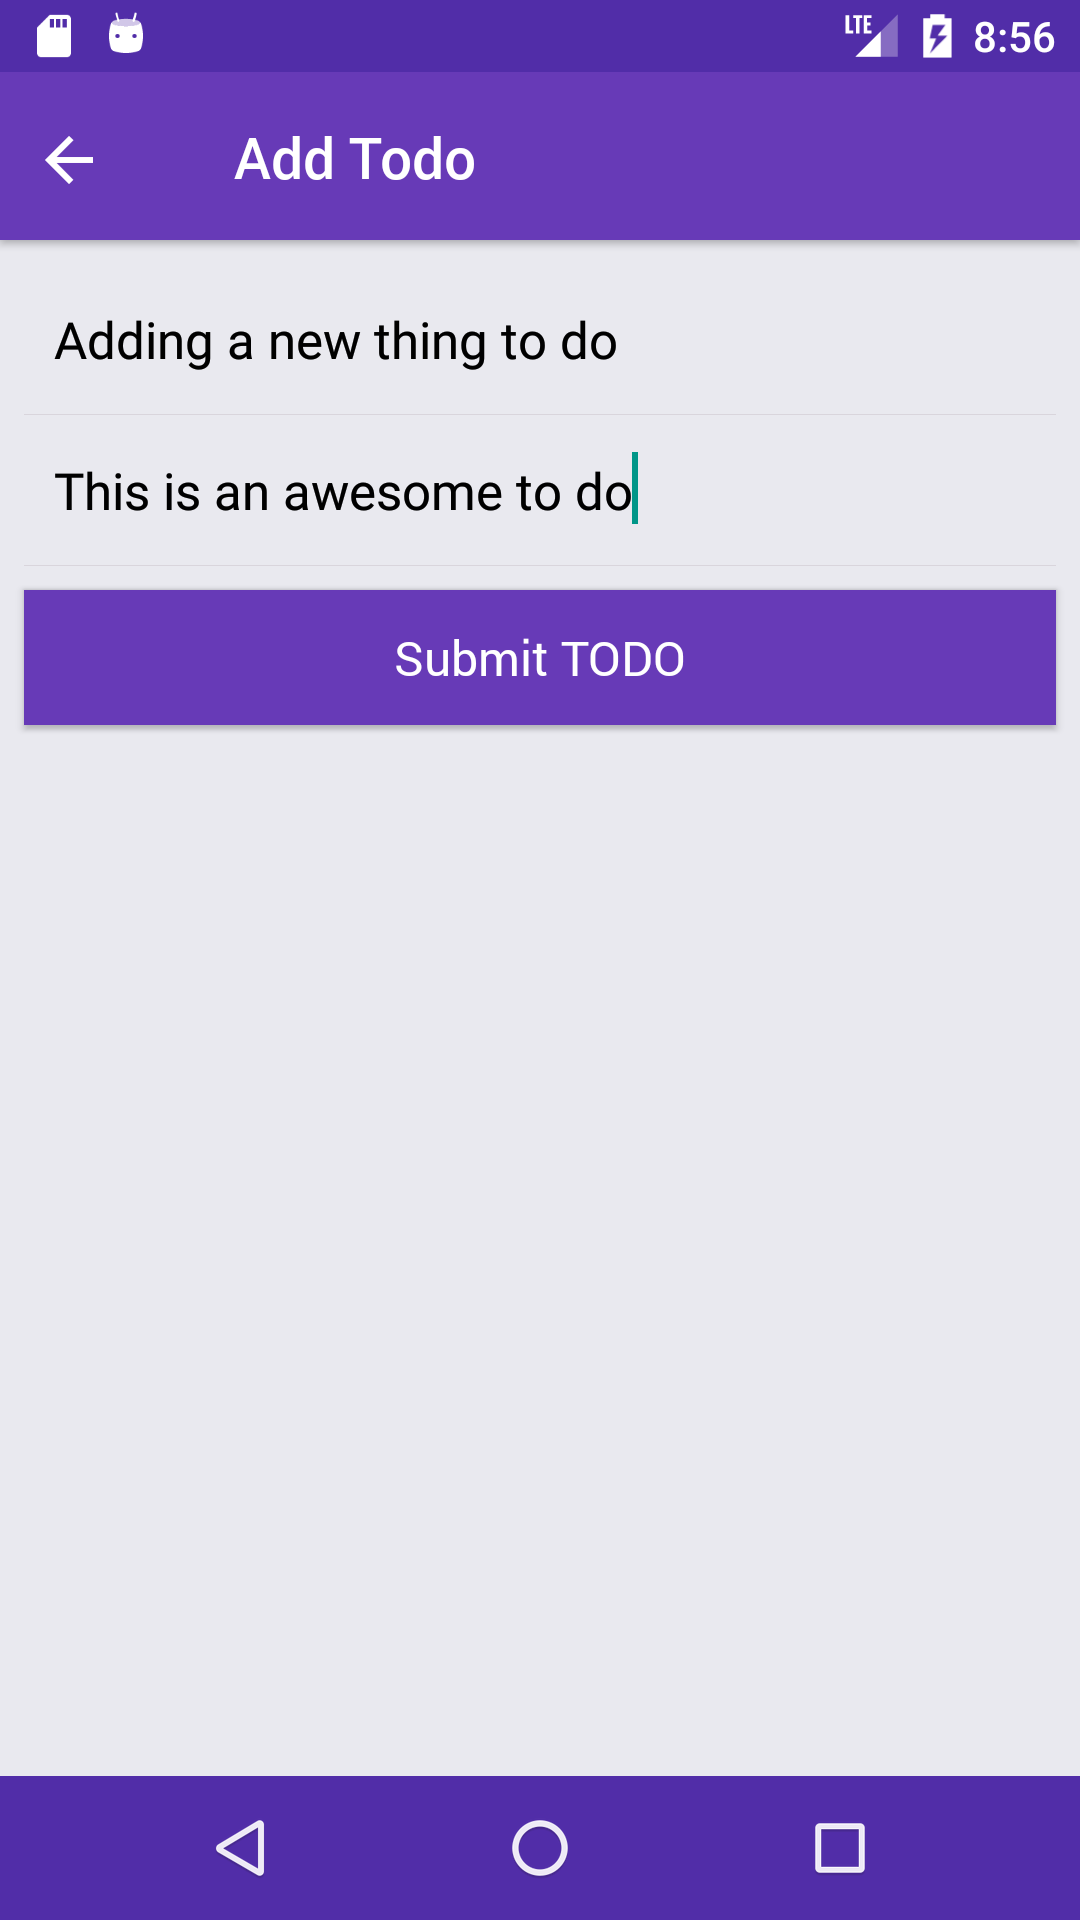 LTE 8:56
Add Todo
Adding a new thing to do
This is an awesome to do
Submit TODO